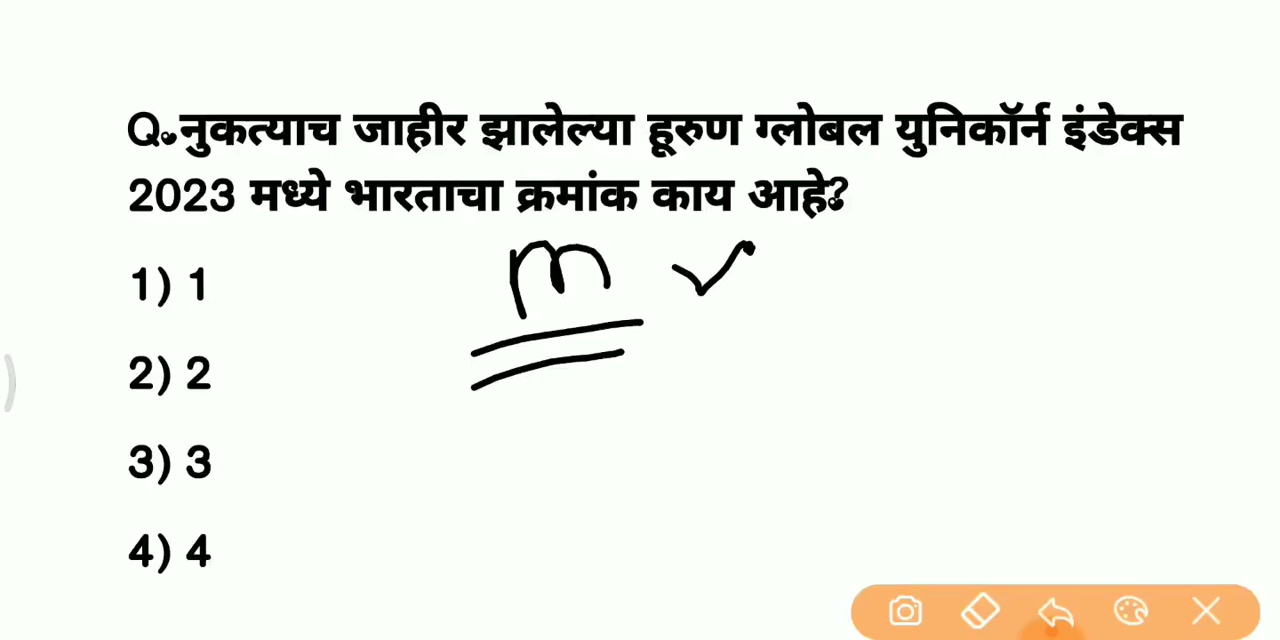 Q. नुकत्याच जाहीर झालेल्या हूरुण ग्लोबल युनिकॉर्न इंडेक्स
2023 मध्ये भारताचा क्रमांक काय आहे?
m
1) 1
2) 2
3) 3
4) 4